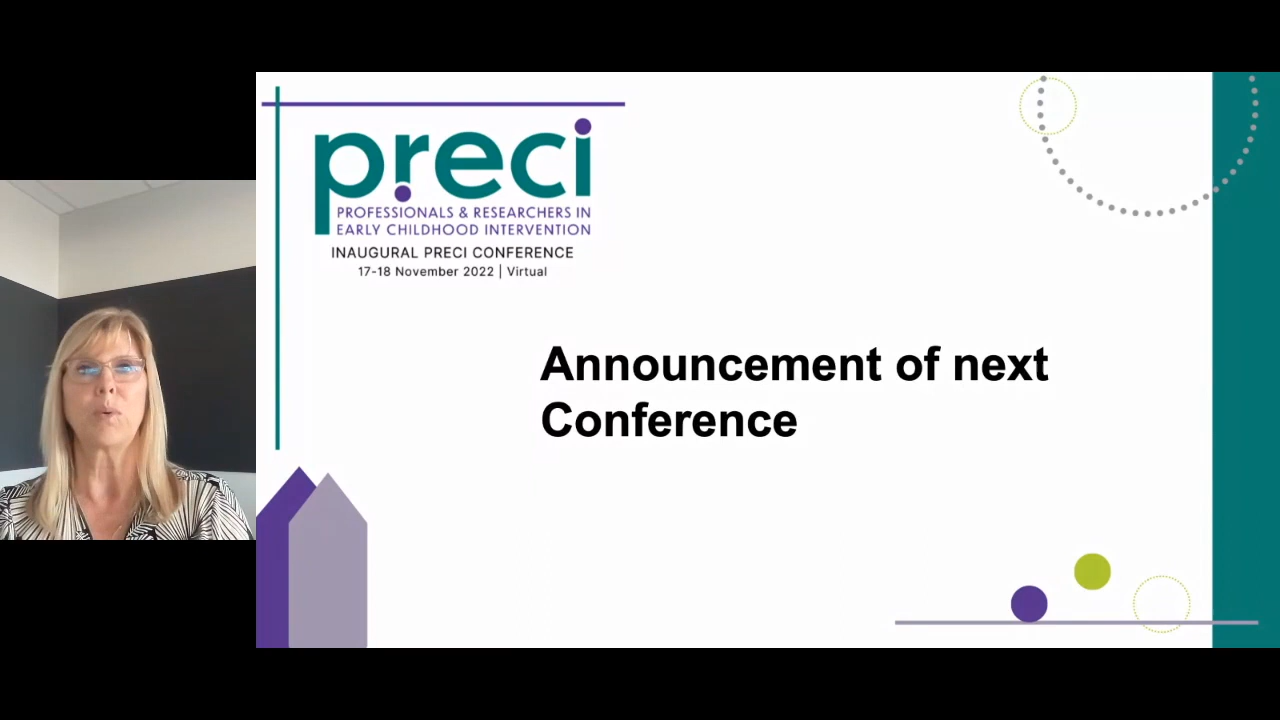 preci
PROFESSIONALS & RESEARCHERS IN
EARLY CHILDHOOD INTERVENTION
INAUGURAL PRECI CONFERENCE
17-18 November 2022 | Virtual
Announcement of next
Conference